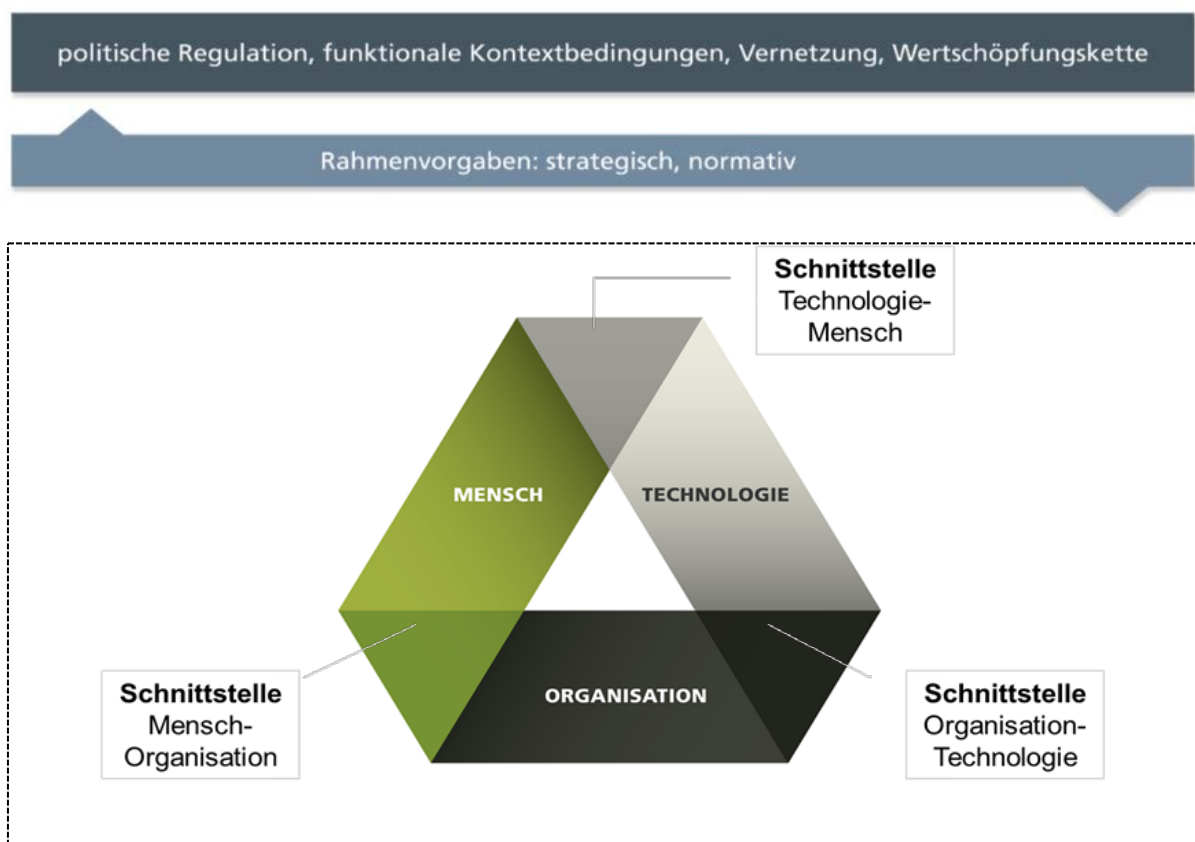 politische Regulation, funktionale Kontextbedingungen, Vernetzung, Wertschöpfungskette
Rahmenvorgaben: strategisch, normativ
Schnittstelle
Technologie-
Mensch
MENSCH
TECHNOLOGIE
ORGANISATION
Schnittstelle
Mensch-
Organisation
Schnittstelle
Organisation-
Technologie